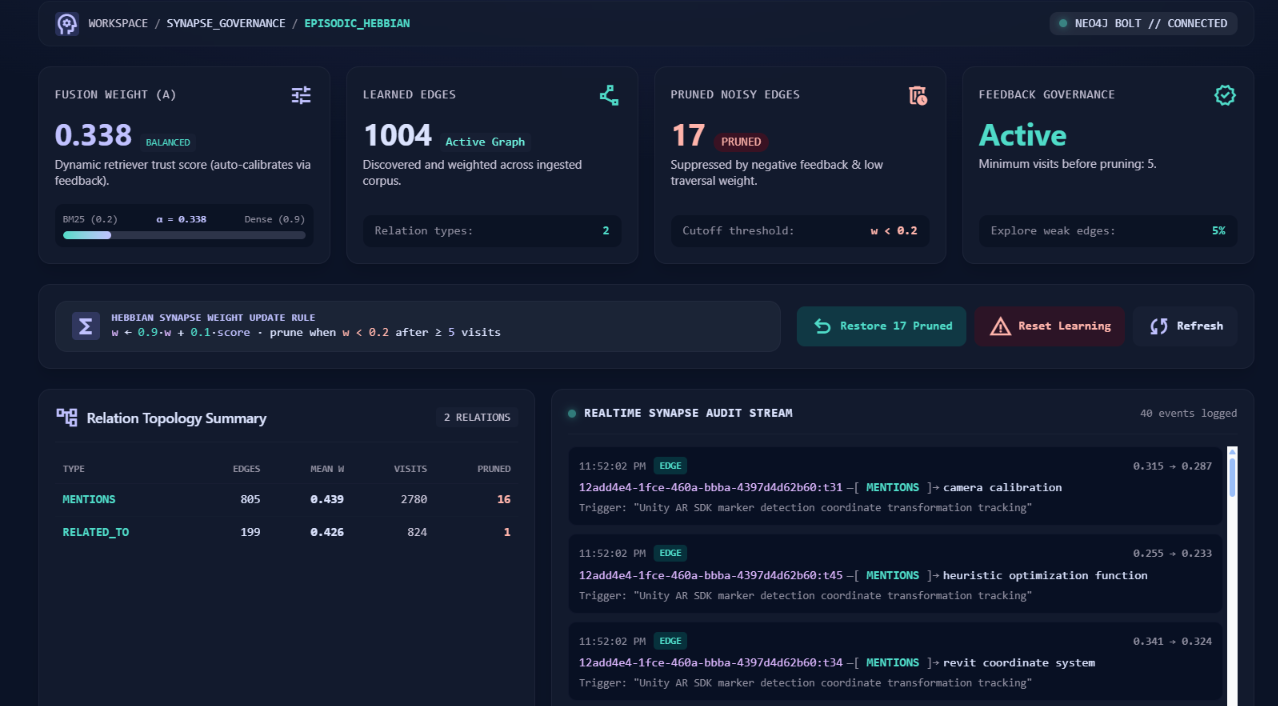 WORKSPACE / SYNAPSE_GOVERNANCE / EPISODIC_HEBBIAN
NEO4J BOLT // CONNECTED
FUSION WEIGHT (A)
0.338 BALANCED
Dynamic retriever trust score (auto-calibrates via
feedback).
BM25 (0.2) α = 0.338 Dense (0.9)
LEARNED EDGES
1004 Active Graph
Discovered and weighted across ingested
corpus.
Relation types: 2
PRUNED NOISY EDGES
17 PRUNED
Suppressed by negative feedback & low
traversal weight.
Cutoff threshold: w < 0.2
FEEDBACK GOVERNANCE
Active
Minimum visits before pruning: 5.
Explore weak edges: 5%
Σ
HEBBIAN SYNAPSE WEIGHT UPDATE RULE
w ← 0.9·w + 0.1·score · prune when w < 0.2 after ≥ 5 visits
Restore 17 Pruned
Reset Learning
Refresh
Relation Topology Summary
2 RELATIONS
TYPE EDGES MEAN W VISITS PRUNED
MENTIONS 805 0.439 2780 16
RELATED_TO 199 0.426 824 1
REALTIME SYNAPSE AUDIT STREAM
40 events logged
11:52:02 PM EDGE 0.315 → 0.287
12add4e4-1fce-460a-bbba-4397d4d62b60:t31 —[ MENTIONS ]→ camera calibration
Trigger: "Unity AR SDK marker detection coordinate transformation tracking"
11:52:02 PM EDGE 0.255 → 0.233
12add4e4-1fce-460a-bbba-4397d4d62b60:t45 —[ MENTIONS ]→ heuristic optimization function
Trigger: "Unity AR SDK marker detection coordinate transformation tracking"
11:52:02 PM EDGE 0.341 → 0.324
12add4e4-1fce-460a-bbba-4397d4d62b60:t34 —[ MENTIONS ]→ revit coordinate system
Trigger: "Unity AR SDK marker detection coordinate transformation tracking"